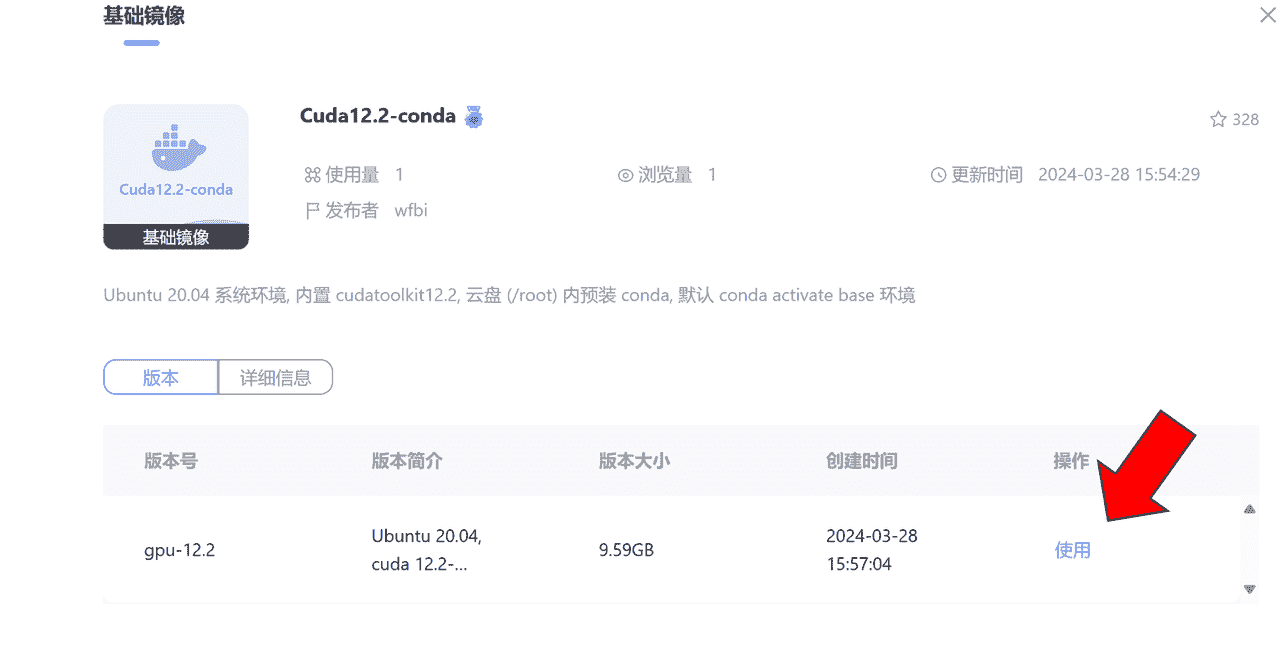 基础镜像
Cuda12.2-conda
328
使用量 1
浏览量 1
更新时间 2024-03-28 15:54:29
发布者 wfbi
Cuda12.2-conda
基础镜像
Ubuntu 20.04 系统环境, 内置 cudatoolkit12.2, 云盘 (/root) 内预装 conda, 默认 conda activate base 环境
版本 详细信息
版本号 版本简介 版本大小 创建时间 操作
gpu-12.2
Ubuntu 20.04,
cuda 12.2-...
9.59GB
2024-03-28
15:57:04
使用